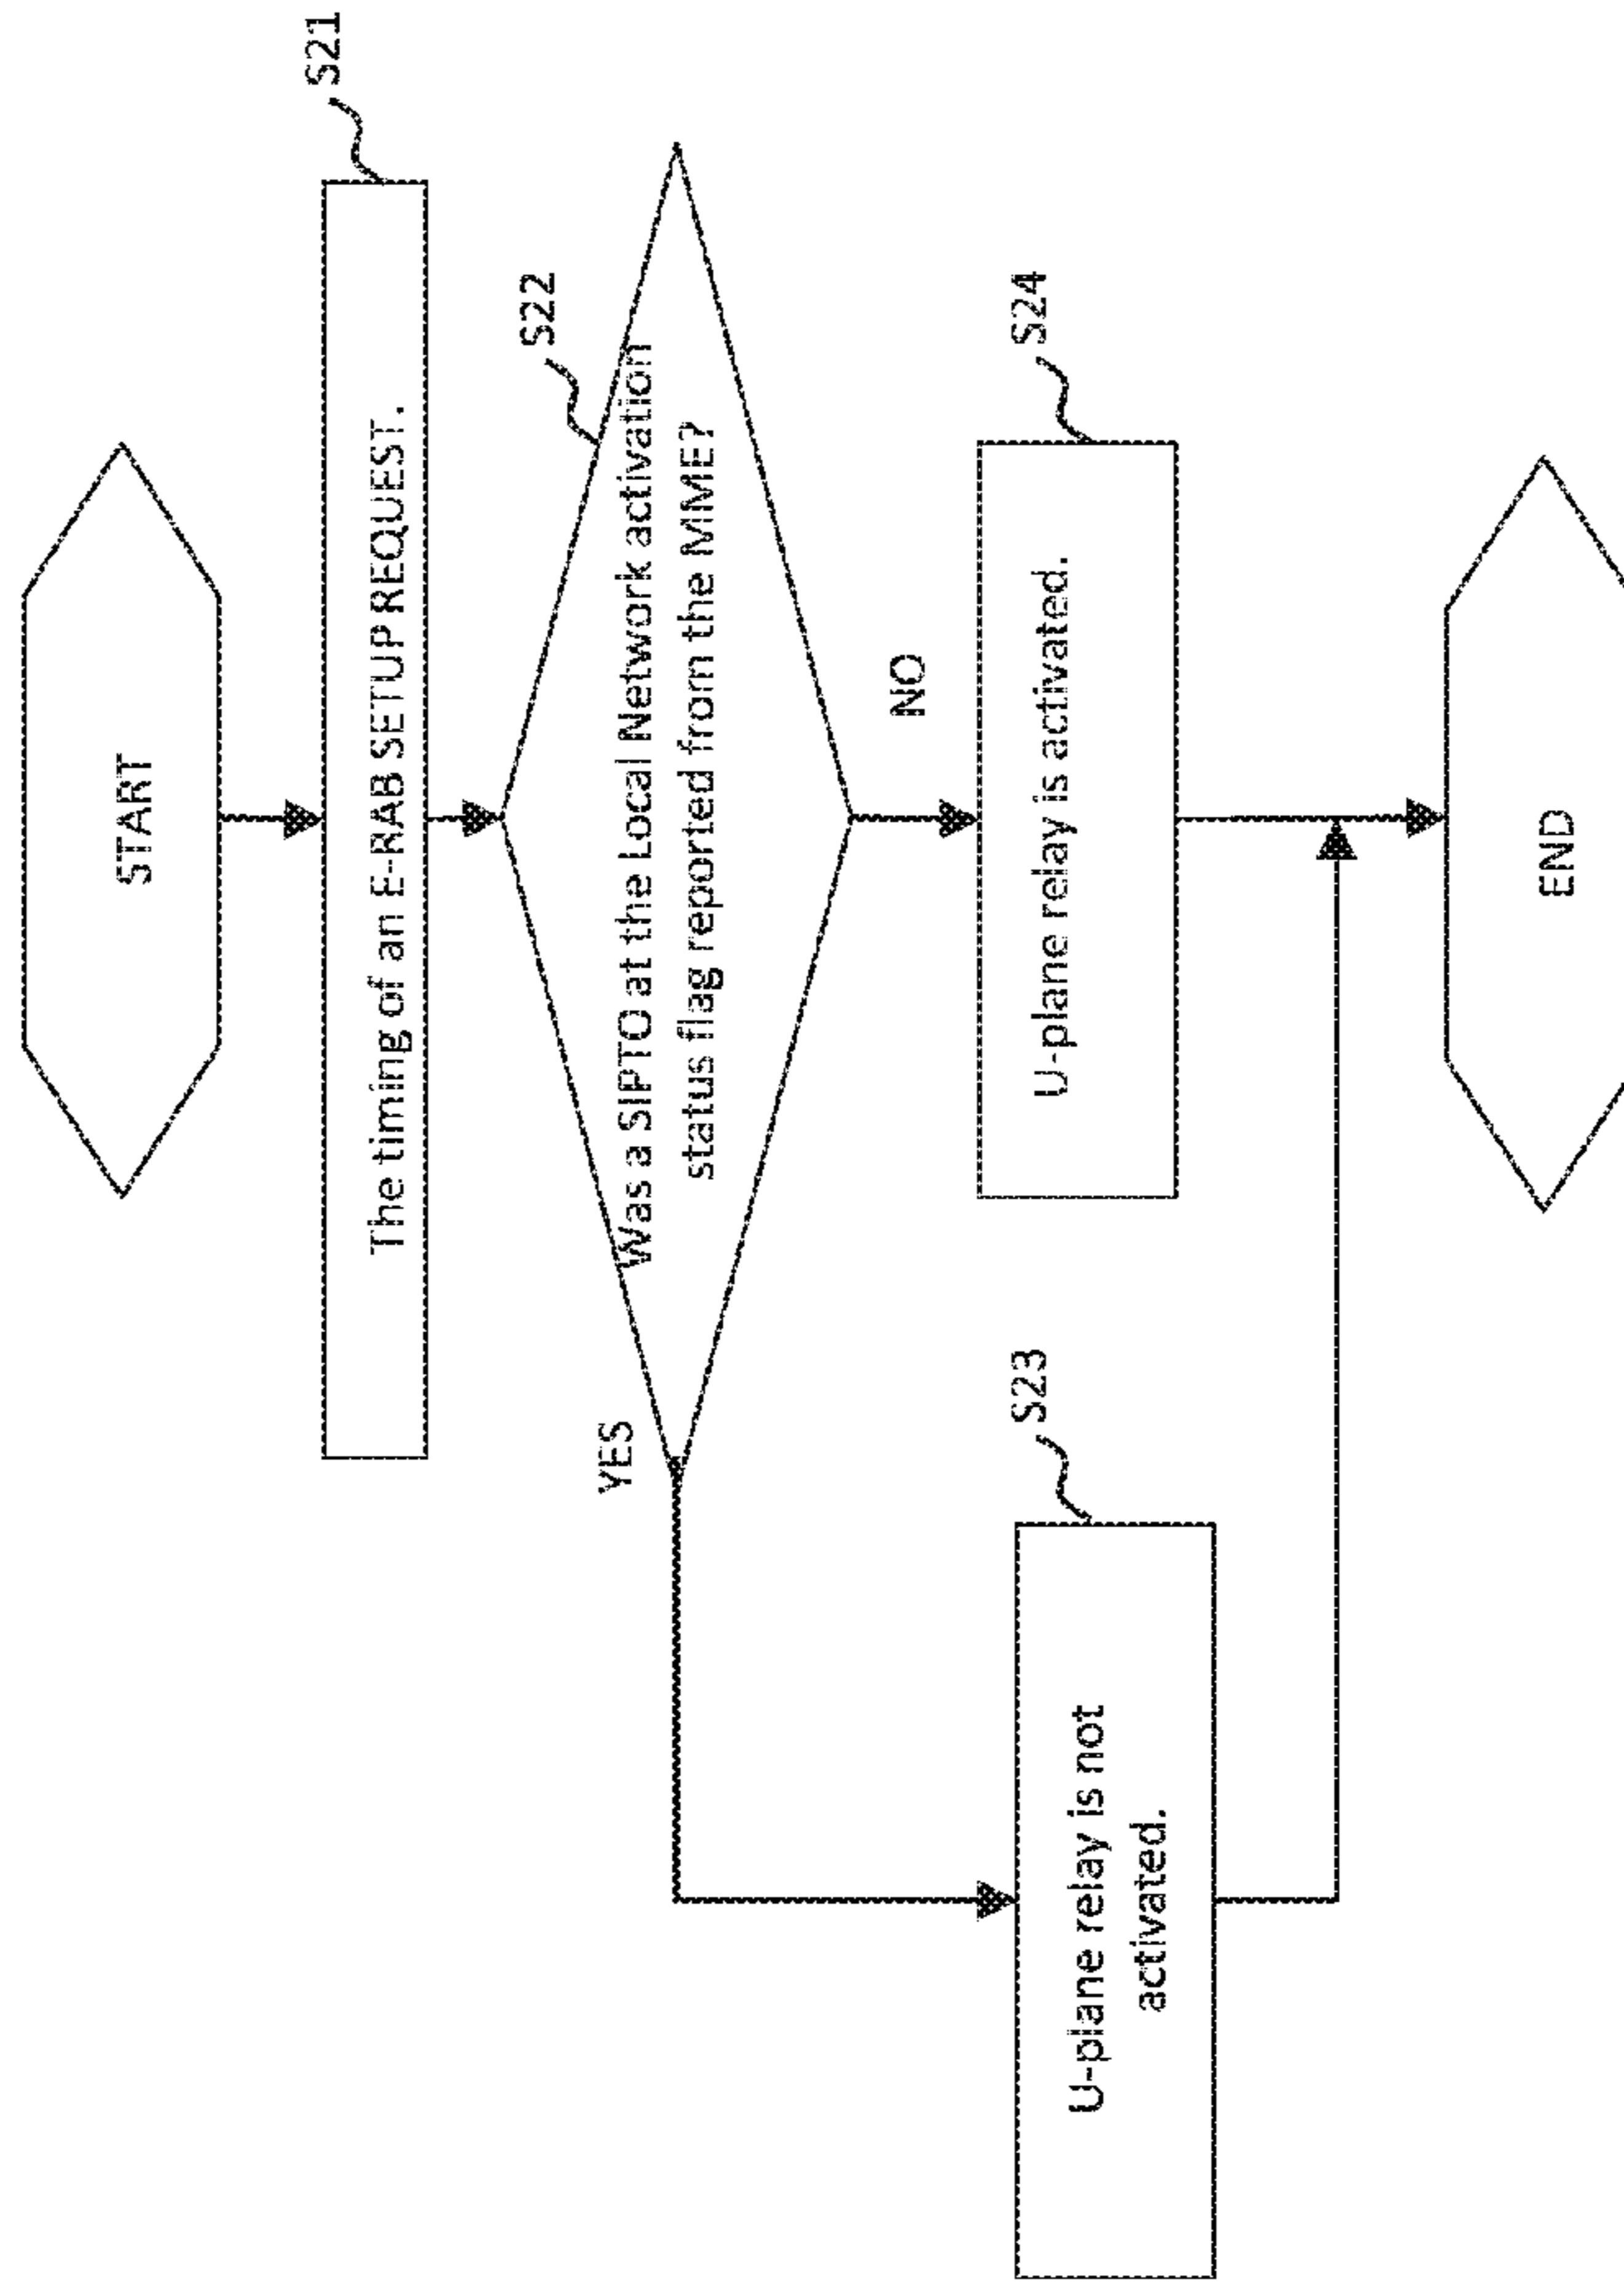 START
S21
The timing of an E-RAB SETUP REQUEST.
S22
Was a SIPTO at the Local Network activation
status flag reported from the MME?
YES
NO
S23
U-plane relay is not
activated.
S24
U-plane relay is activated.
END